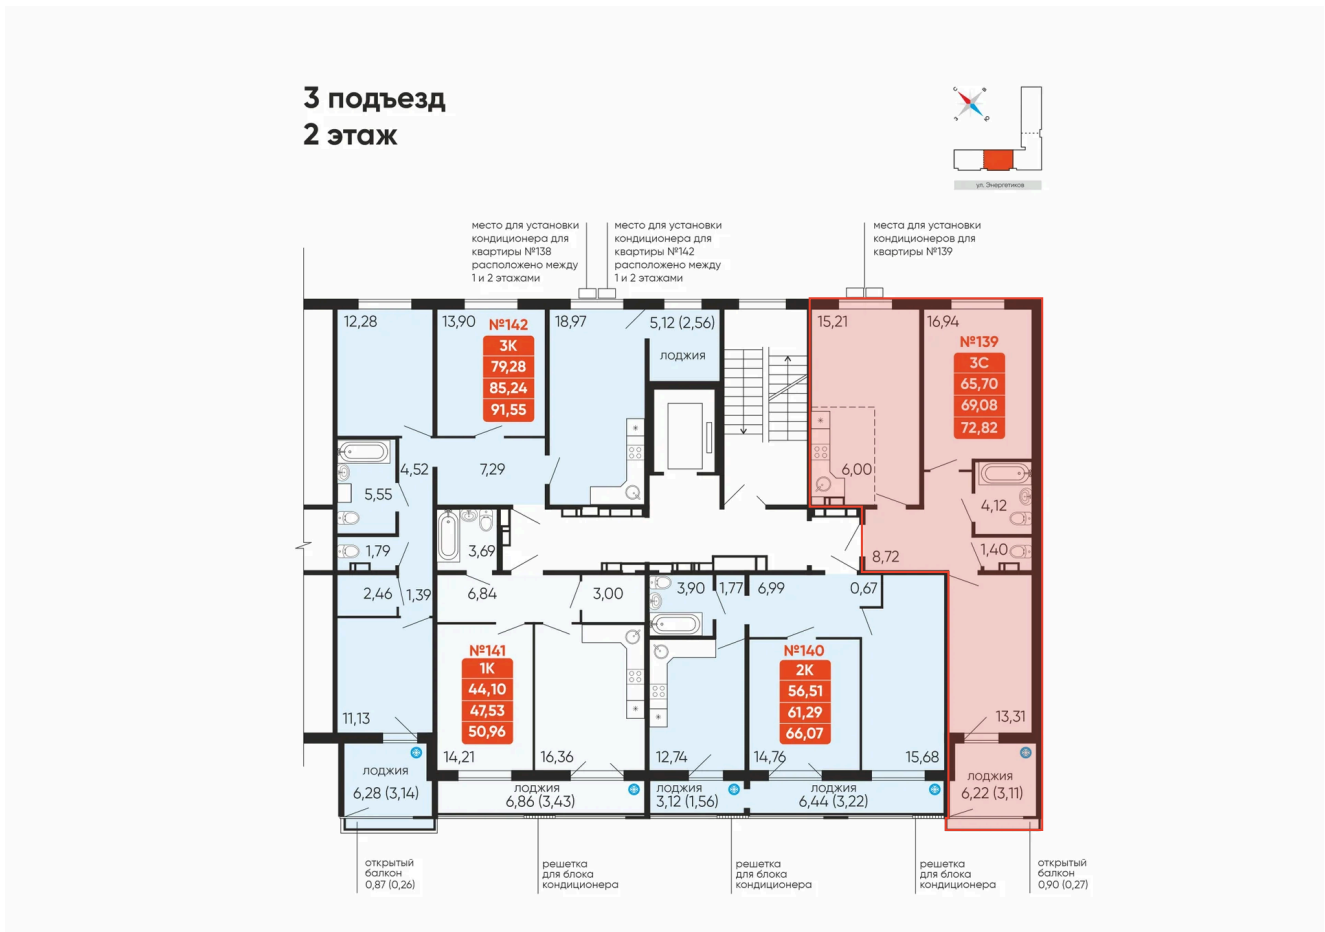 3 подъезд
2 этаж
С
В
З
Ю
ул. Энергетиков
место для установки
кондиционера для
квартиры №138
расположено между
1 и 2 этажами
место для установки
кондиционера для
квартиры №142
расположено между
1 и 2 этажами
места для установки
кондиционеров для
квартиры №139
12,28
13,90
№142
3К
79,28
85,24
91,55
18,97
5,12 (2,56)
лоджия
15,21
16,94
№139
3С
65,70
69,08
72,82
4,52
7,29
5,55
6,00
4,12
1,79
3,69
8,72
1,40
2,46
1,39
6,84
3,00
3,90
1,77
6,99
0,67
№141
1К
44,10
47,53
50,96
№140
2К
56,51
61,29
66,07
11,13
13,31
14,21
16,36
12,74
14,76
15,68
лоджия
6,28 (3,14)
лоджия
6,86 (3,43)
лоджия
3,12 (1,56)
лоджия
6,44 (3,22)
лоджия
6,22 (3,11)
открытый
балкон
0,87 (0,26)
решетка
для блока
кондиционера
решетка
для блока
кондиционера
решетка
для блока
кондиционера
открытый
балкон
0,90 (0,27)